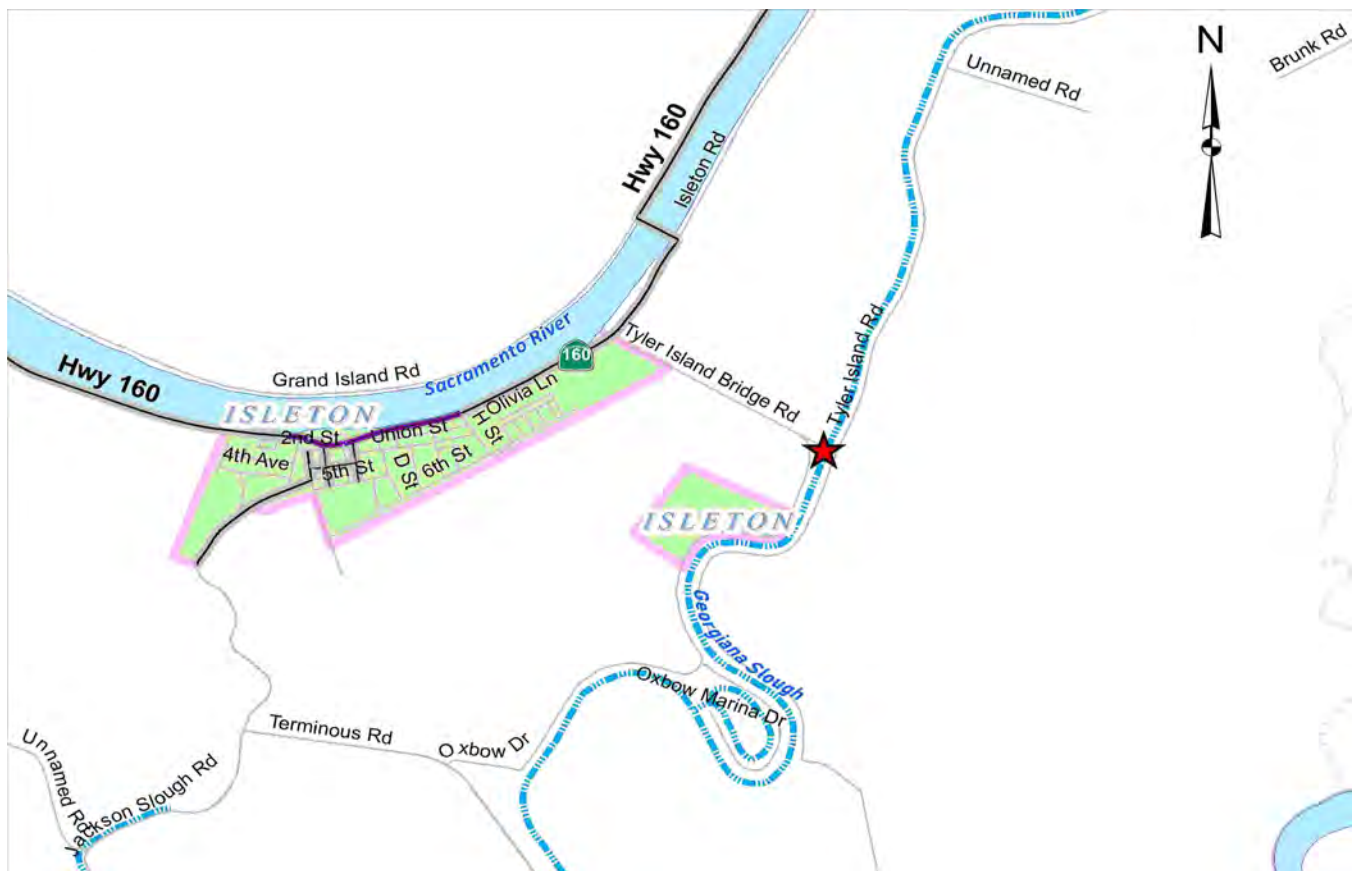 N
Brunk Rd
Unnamed Rd
Hwy 160
Isleton Rd
Sacramento River
160
Tyler Island Bridge Rd
Tyler Island Rd
Grand Island Rd
Hwy 160
ISLETON
Olivia Ln
2nd St
Union St
H St
4th Ave
5th St
D St
6th St
ISLETON
Georgiana Slough
Oxbow Marina Dr
Terminous Rd
Oxbow Dr
Unnamed Rd
Jackson Slough Rd